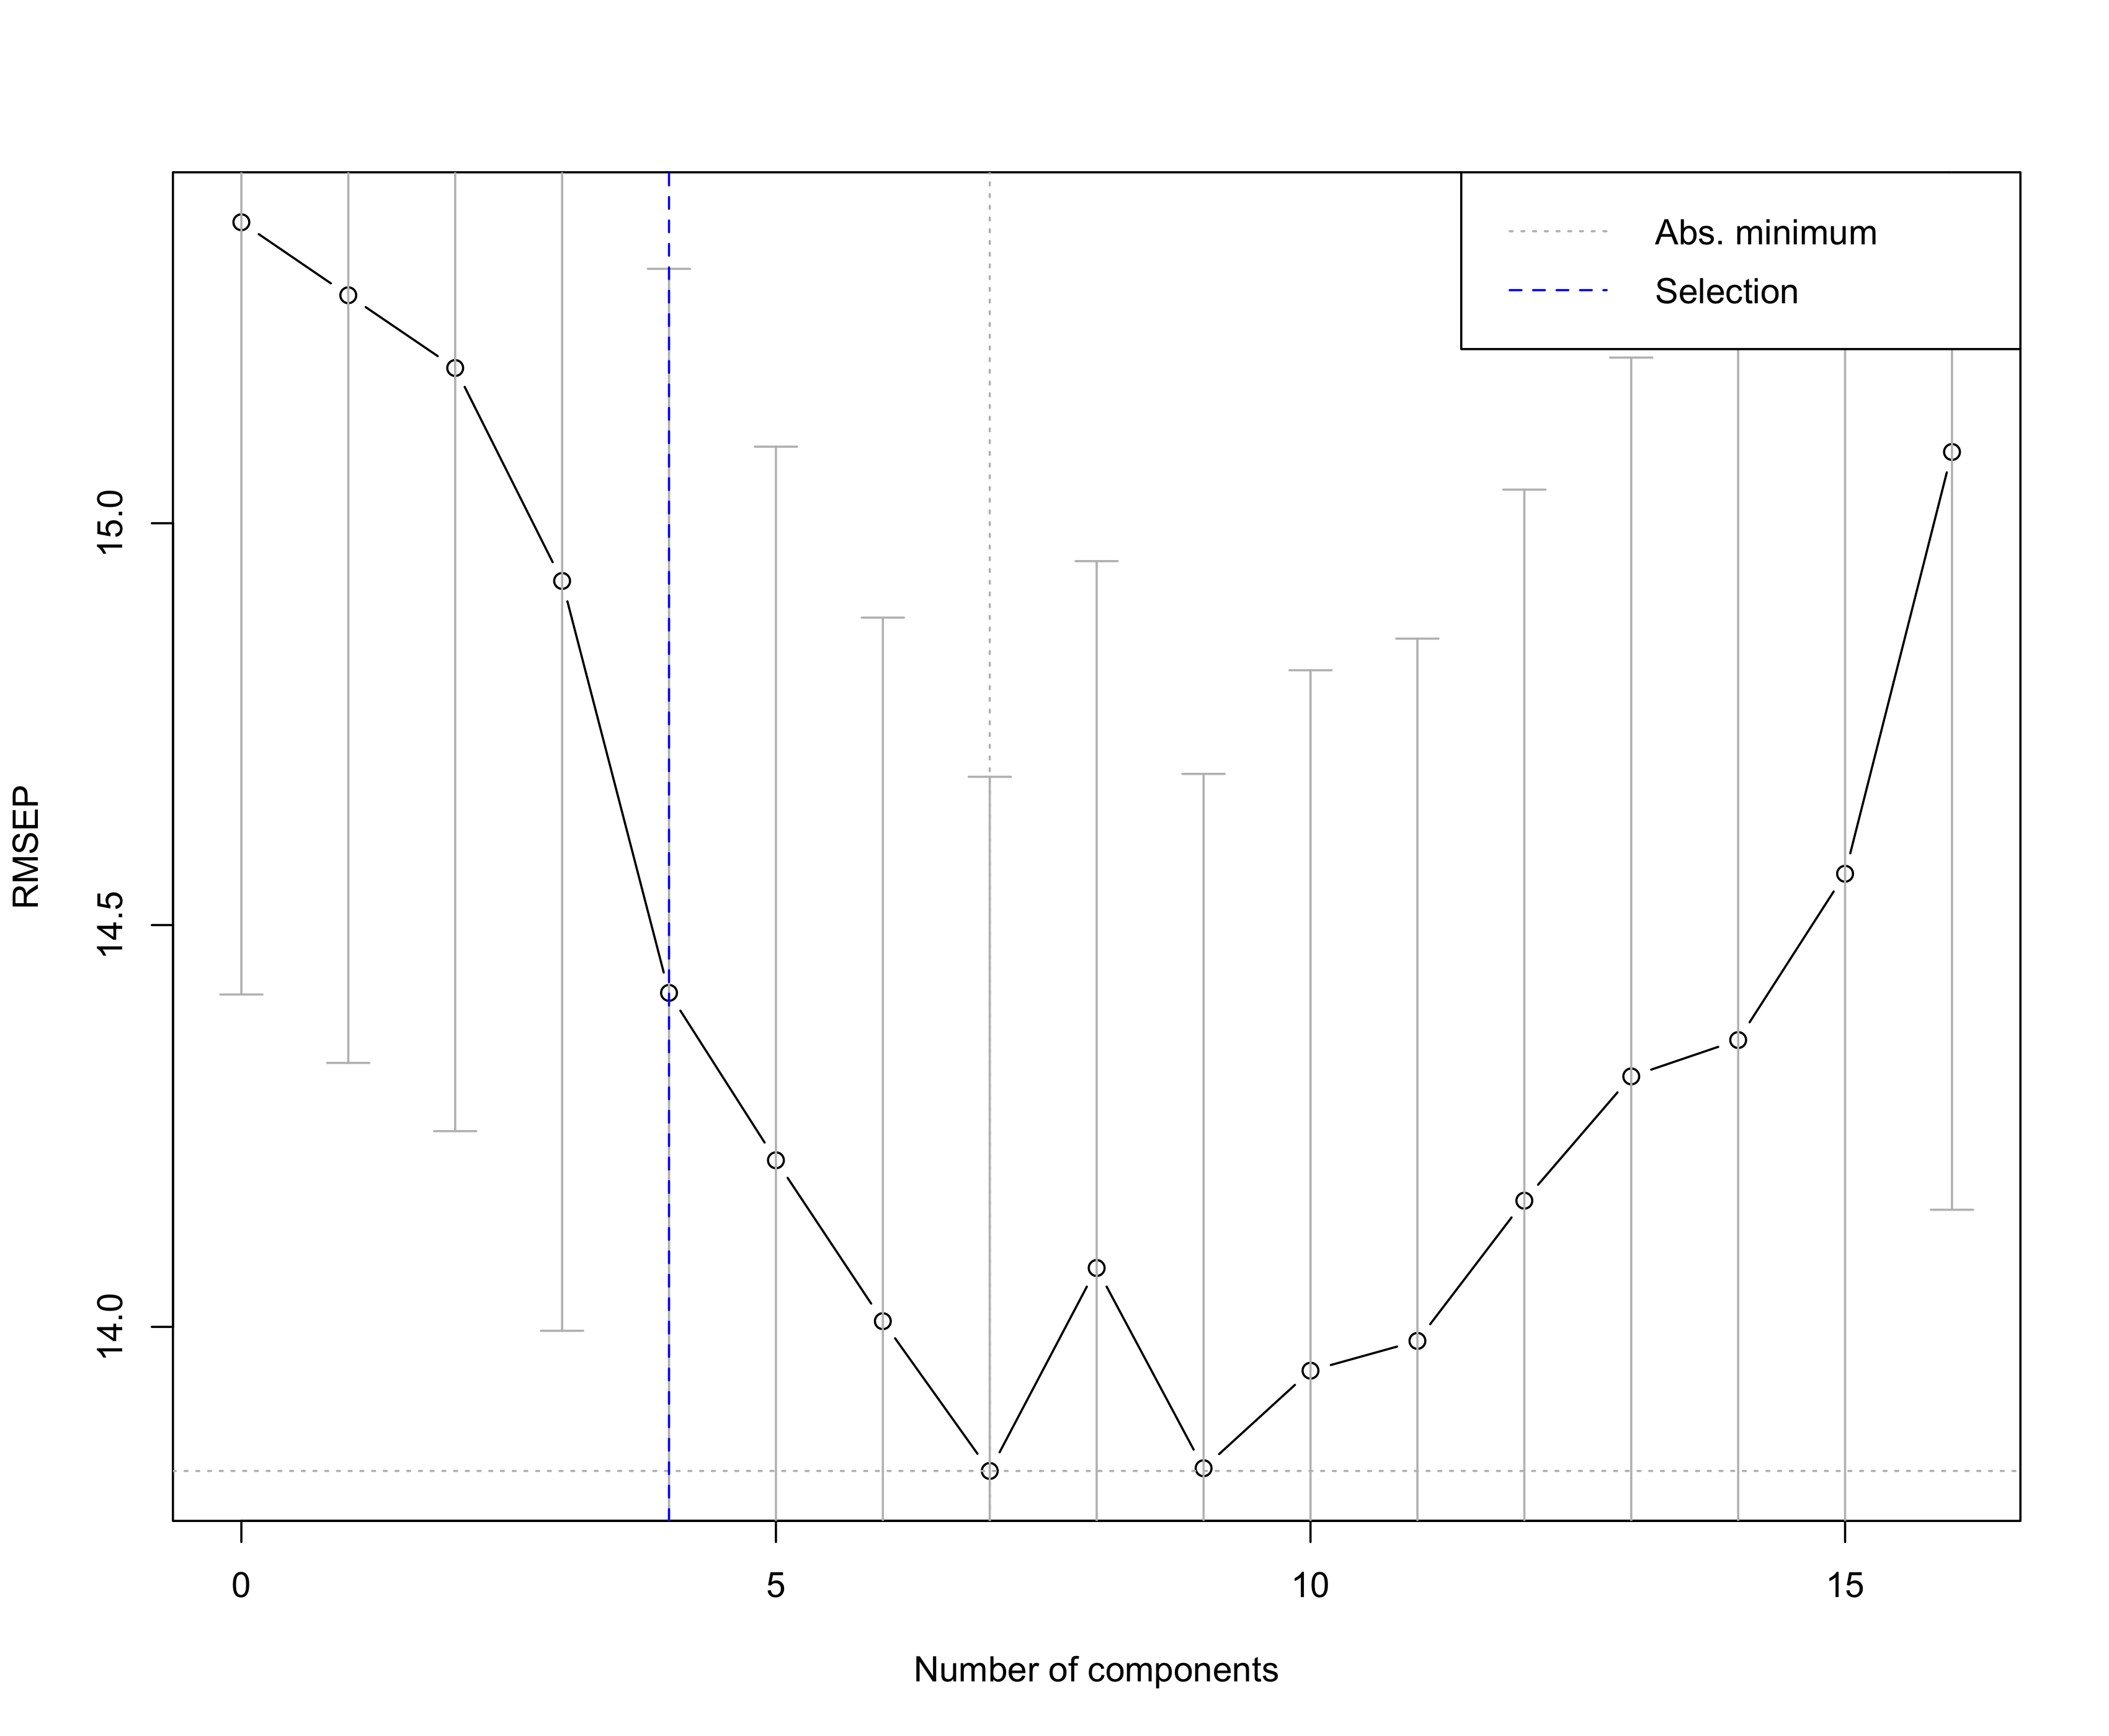 Abs. minimum
Selection
RMSEP
15.0
14.5
14.0
0
5
10
15
Number of components